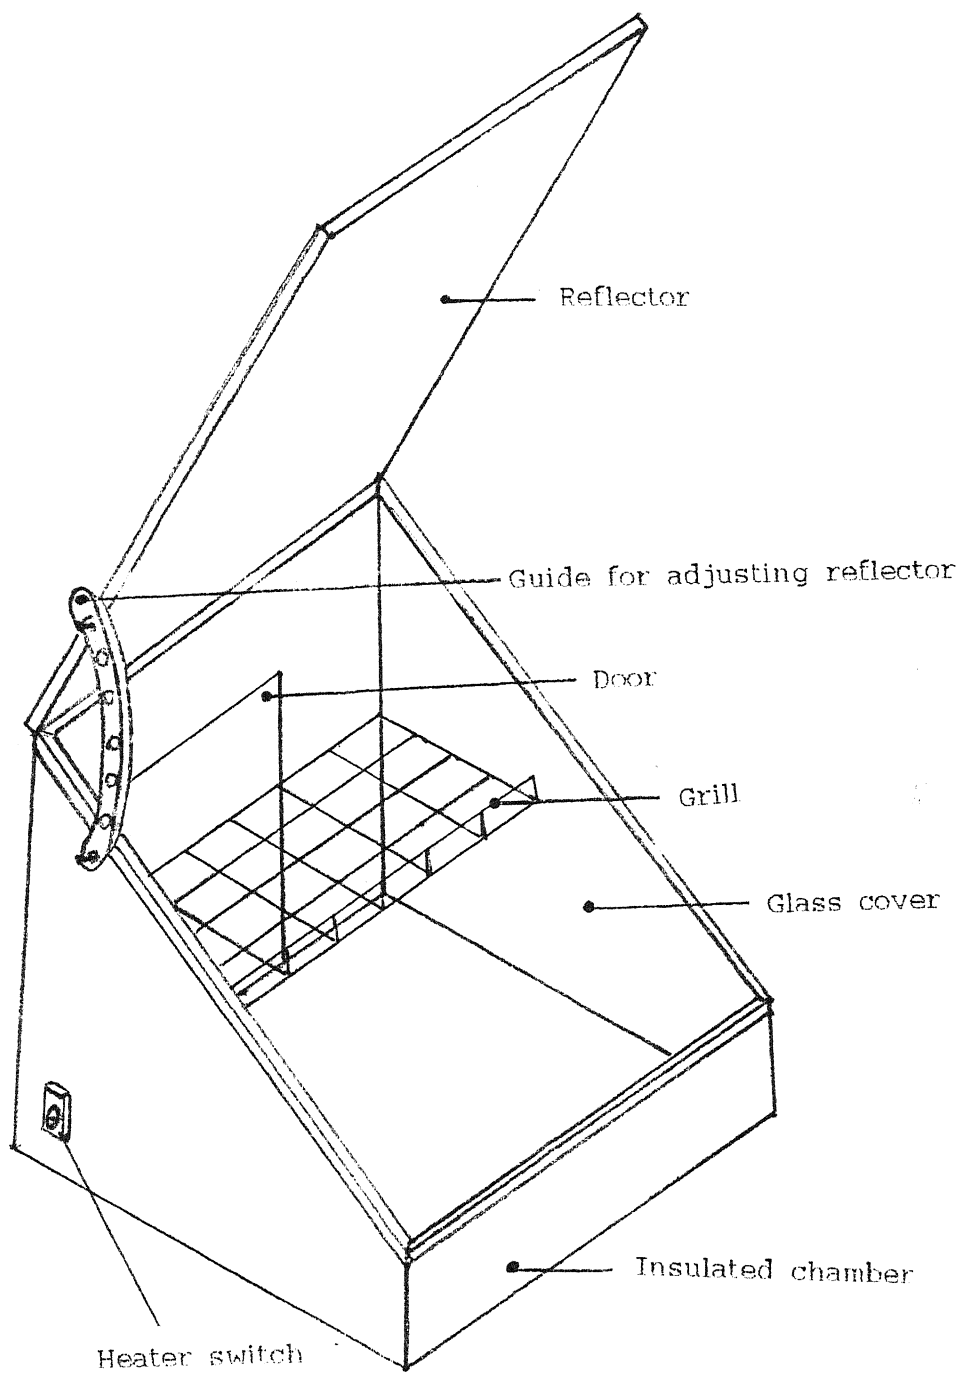 Reflector
Guide for adjusting reflector
Door
Grill
Glass cover
Insulated chamber
Heater switch